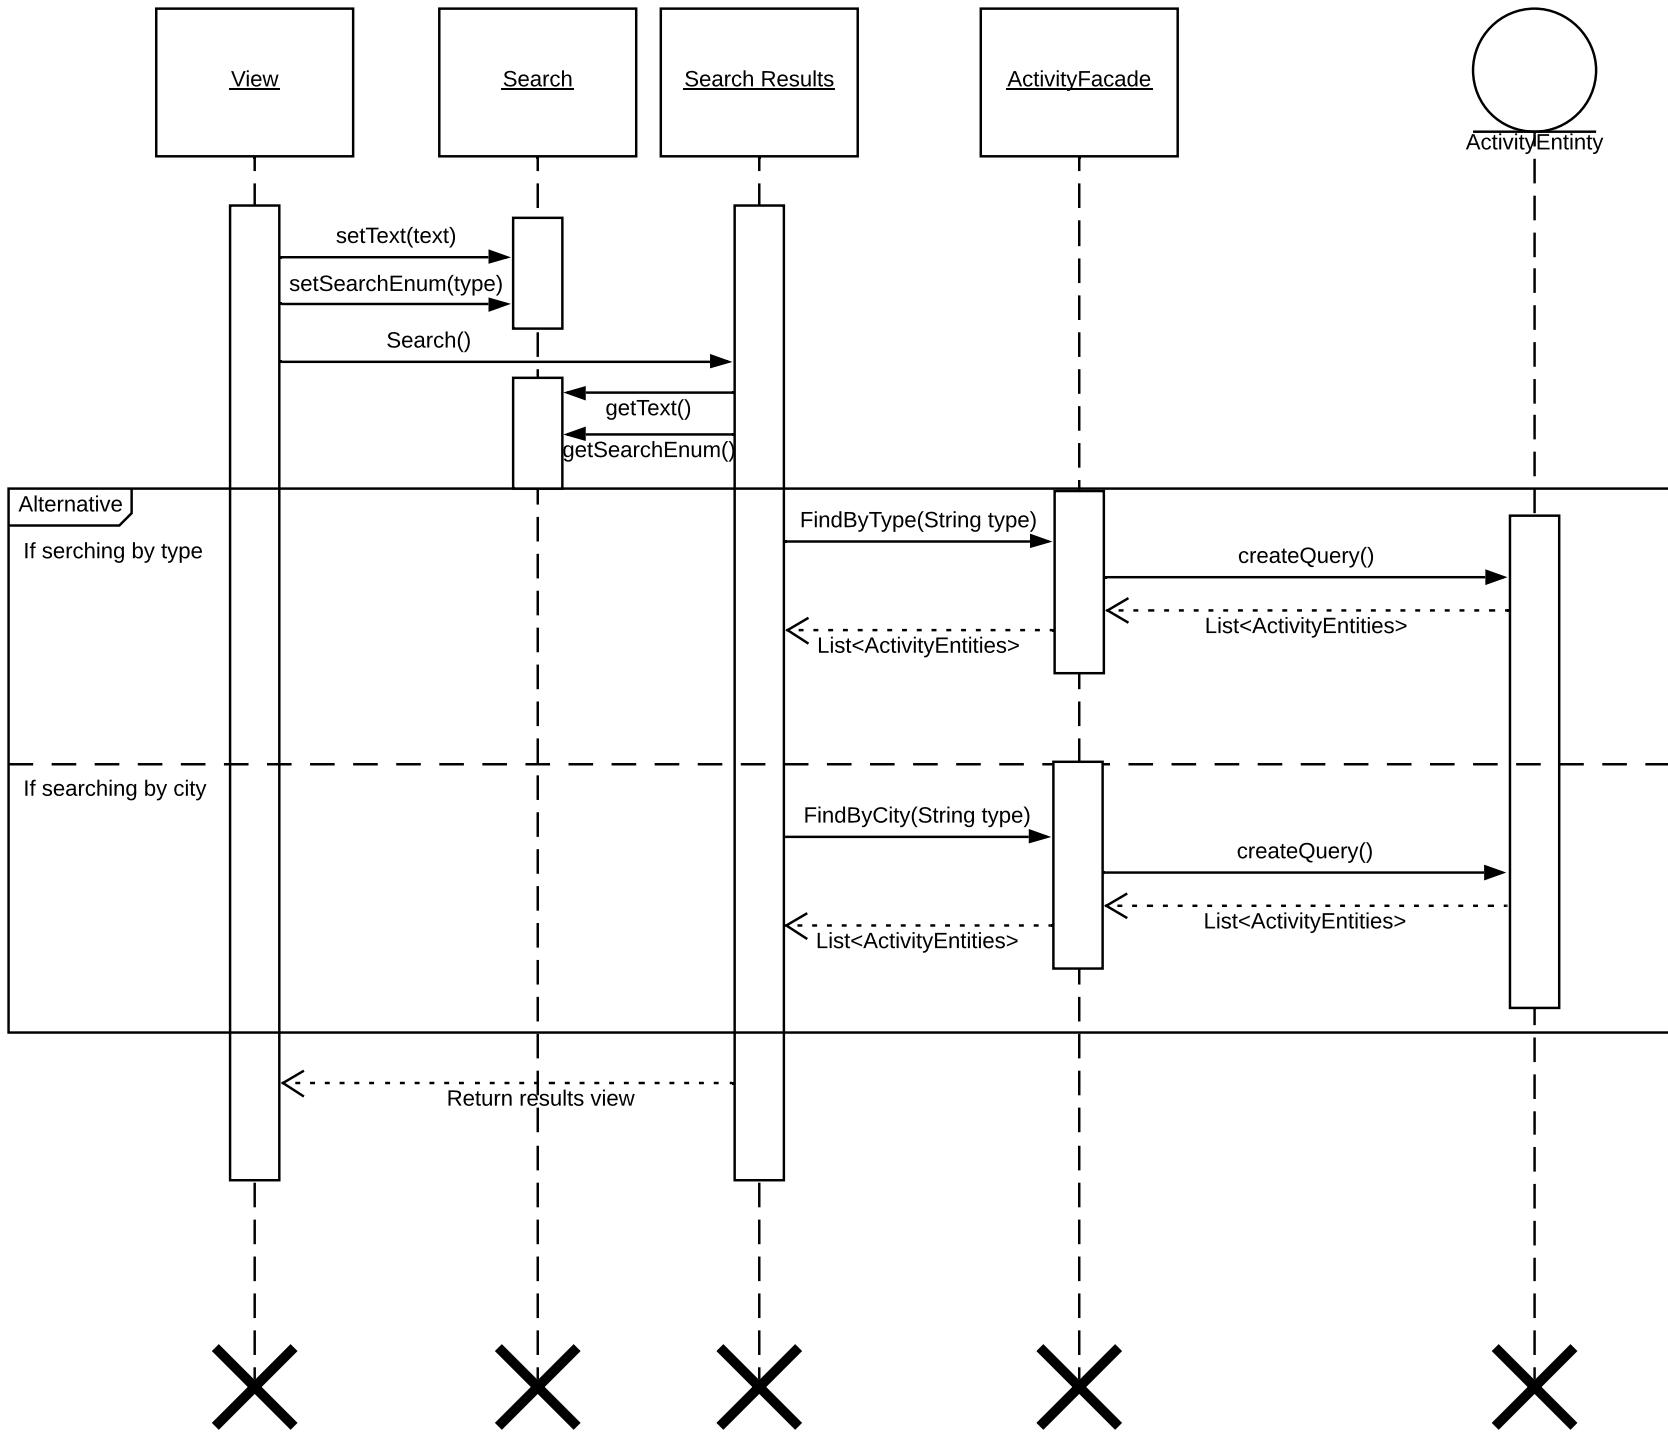 View
Search
Search Results
ActivityFacade
ActivityEntinty
setText(text)
setSearchEnum(type)
Search()
getText()
getSearchEnum()
Alternative
If serching by type
FindByType(String type)
createQuery()
List<ActivityEntities>
List<ActivityEntities>
If searching by city
FindByCity(String type)
createQuery()
List<ActivityEntities>
List<ActivityEntities>
Return results view